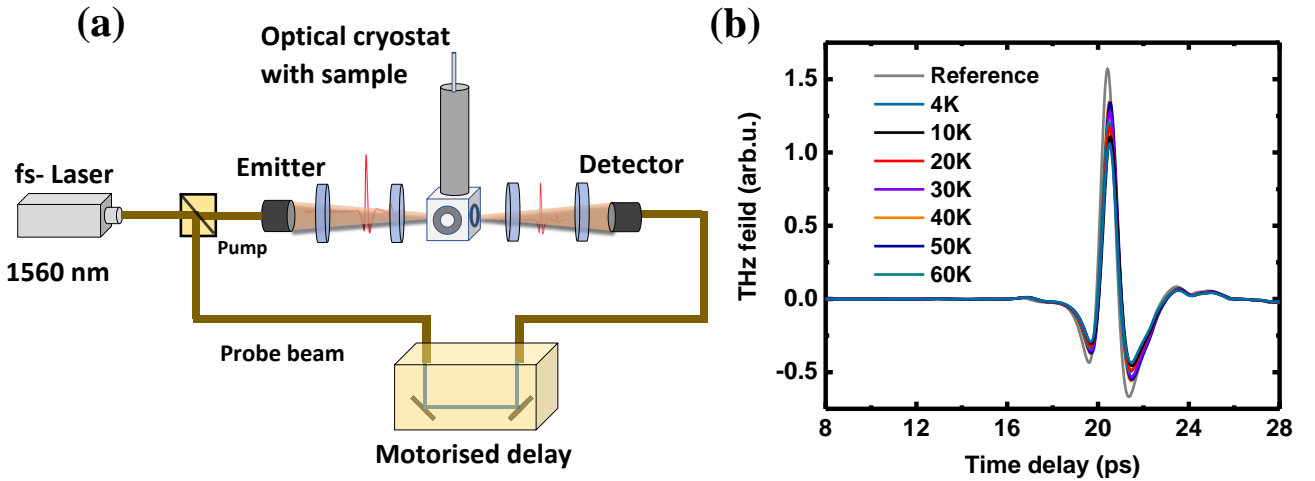 (a)
Optical cryostat
with sample
Emitter
Detector
fs- Laser
Pump
1560 nm
Probe beam
Motorised delay
(b)
THz feild (arb.u.)
1.5
1.0
0.5
0.0
-0.5
Reference
4K
10K
20K
30K
40K
50K
60K
8 12 16 20 24 28
Time delay (ps)